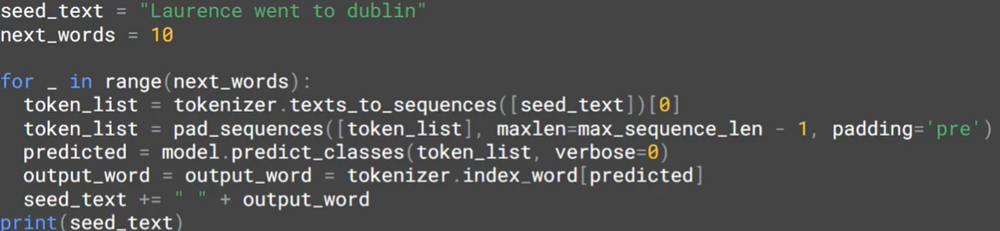 seed_text = "Laurence went to dublin"
next_words = 10

for _ in range(next_words):
  token_list = tokenizer.texts_to_sequences([seed_text])[0]
  token_list = pad_sequences([token_list], maxlen=max_sequence_len - 1, padding='pre')
  predicted = model.predict_classes(token_list, verbose=0)
  output_word = output_word = tokenizer.index_word[predicted]
  seed_text += " " + output_word
print(seed_text)